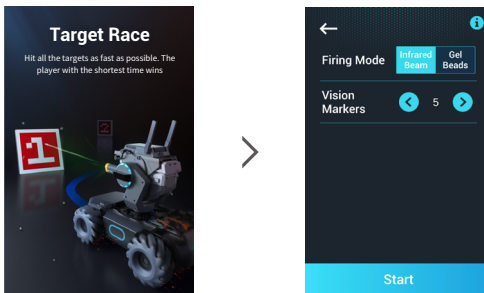 Target Race
Hit all the targets as fast as possible. The
player with the shortest time wins
1
2
i
Firing Mode
Infrared
Beam
Gel
Beads
Vision
Markers
5
Start